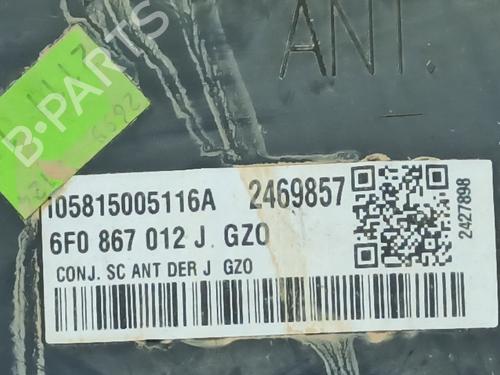 ANT.
B-PARTS
105815005116A 2469857
6F0 867 012 J GZO
CONJ. SC ANT DER J GZO
2427898